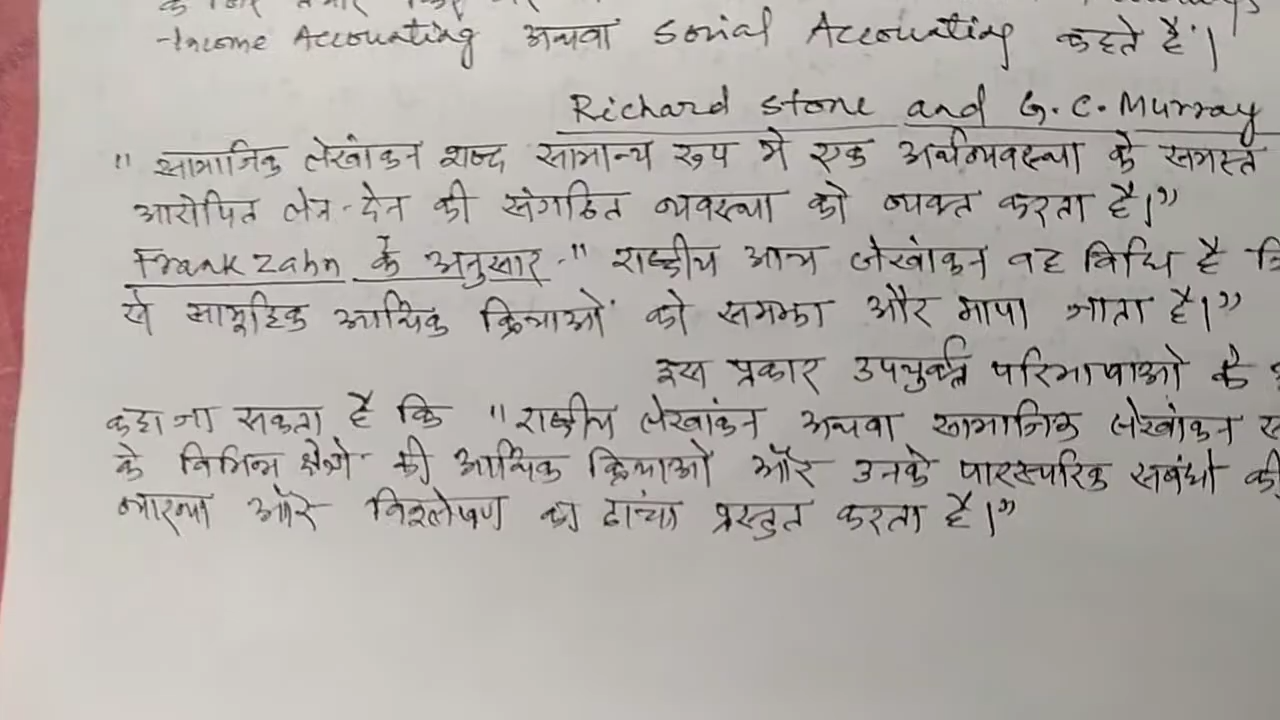 -Income Accounting अथवा Social Accounting कहते हैं।
Richard Stone and G.C. Murray
" सामाजिक लेखांकन शब्द सामान्य रूप मे एक अर्थव्यवस्था के समस्त
आरोपित लेन-देन की संगठित व्यवस्था को व्यक्त करता है।"
Frank Zahn के अनुसार -" राष्ट्रीय आय लेखांकन वह विधि है
से सामूहिक आर्थिक क्रियाओं को समझा और मापा जाता है।"
इस प्रकार उपर्युक्त परिभाषाओ के
कहा जा सकता है कि "राष्ट्रीय लेखांकन अथवा सामाजिक लेखांकन
के विभिन्न क्षेत्रो की आर्थिक क्रियाओ और उनके पारस्परिक सबंधो की
व्याख्या और विश्लेषण का ढांचा प्रस्तुत करता है।"